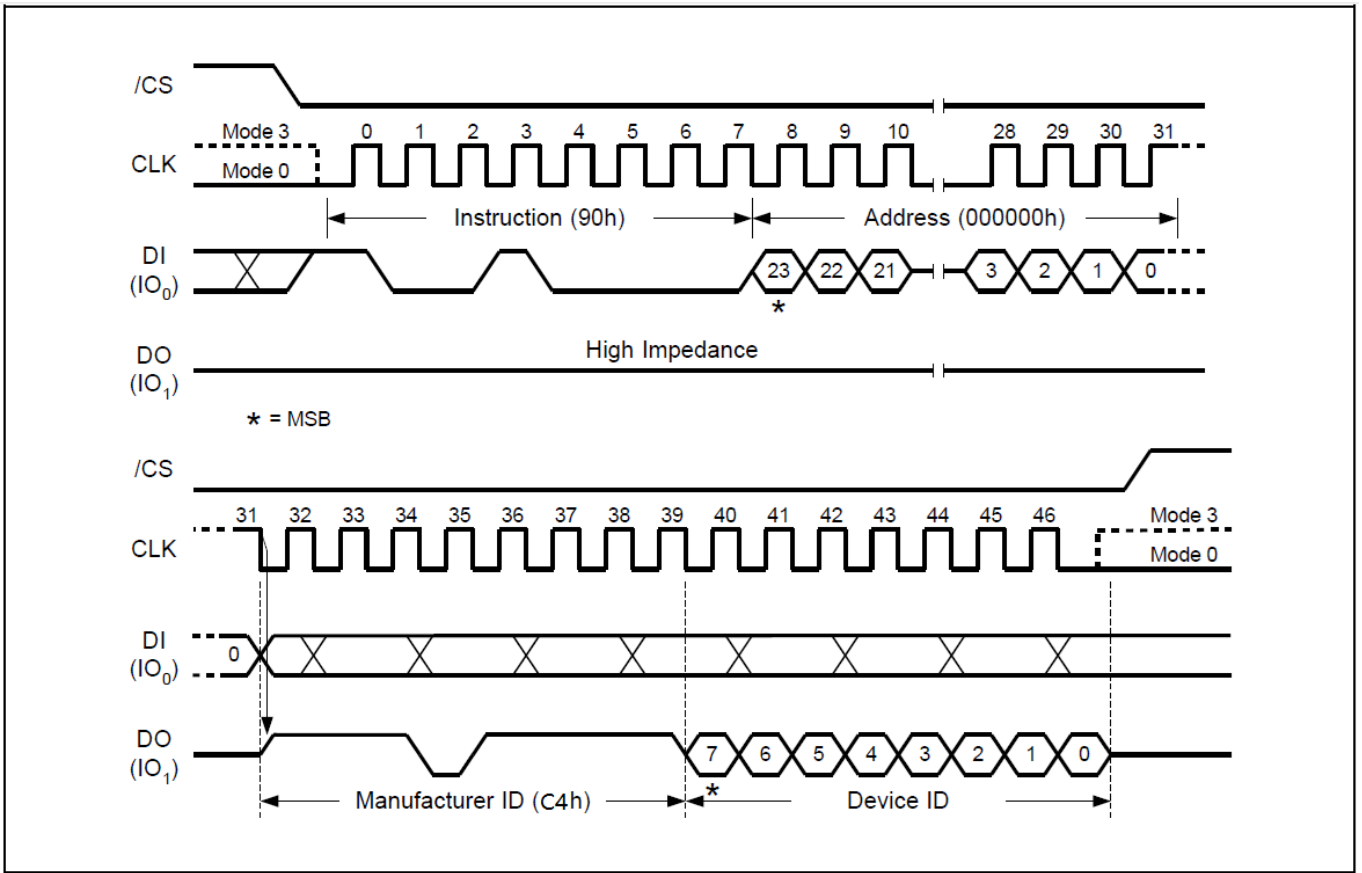 /CS
Mode 3 0 1 2 3 4 5 6 7 8 9 10 28 29 30 31
CLK
Mode 0
Instruction (90h) Address (000000h)
DI
(IO0) 23 22 21 3 2 1 0
*
High Impedance
DO
(IO1)
* = MSB
/CS
31 32 33 34 35 36 37 38 39 40 41 42 43 44 45 46 Mode 3
CLK
Mode 0
DI
(IO0) 0
DO
(IO1) 7 6 5 4 3 2 1 0
*
Manufacturer ID (C4h) Device ID